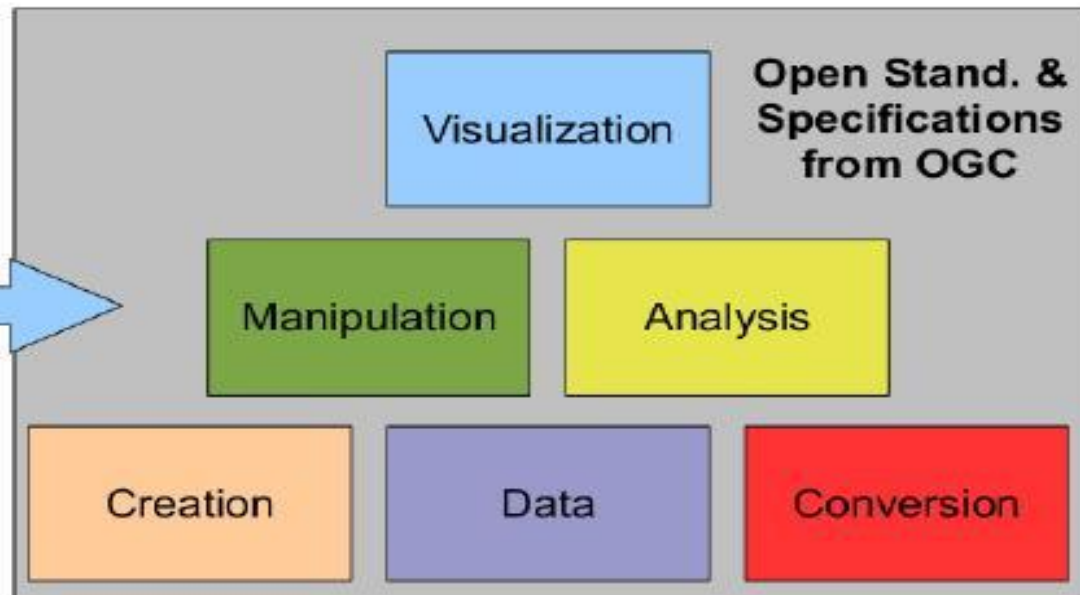 Open Stand. &
Specifications
from OGC
Visualization
Manipulation
Analysis
Creation
Data
Conversion